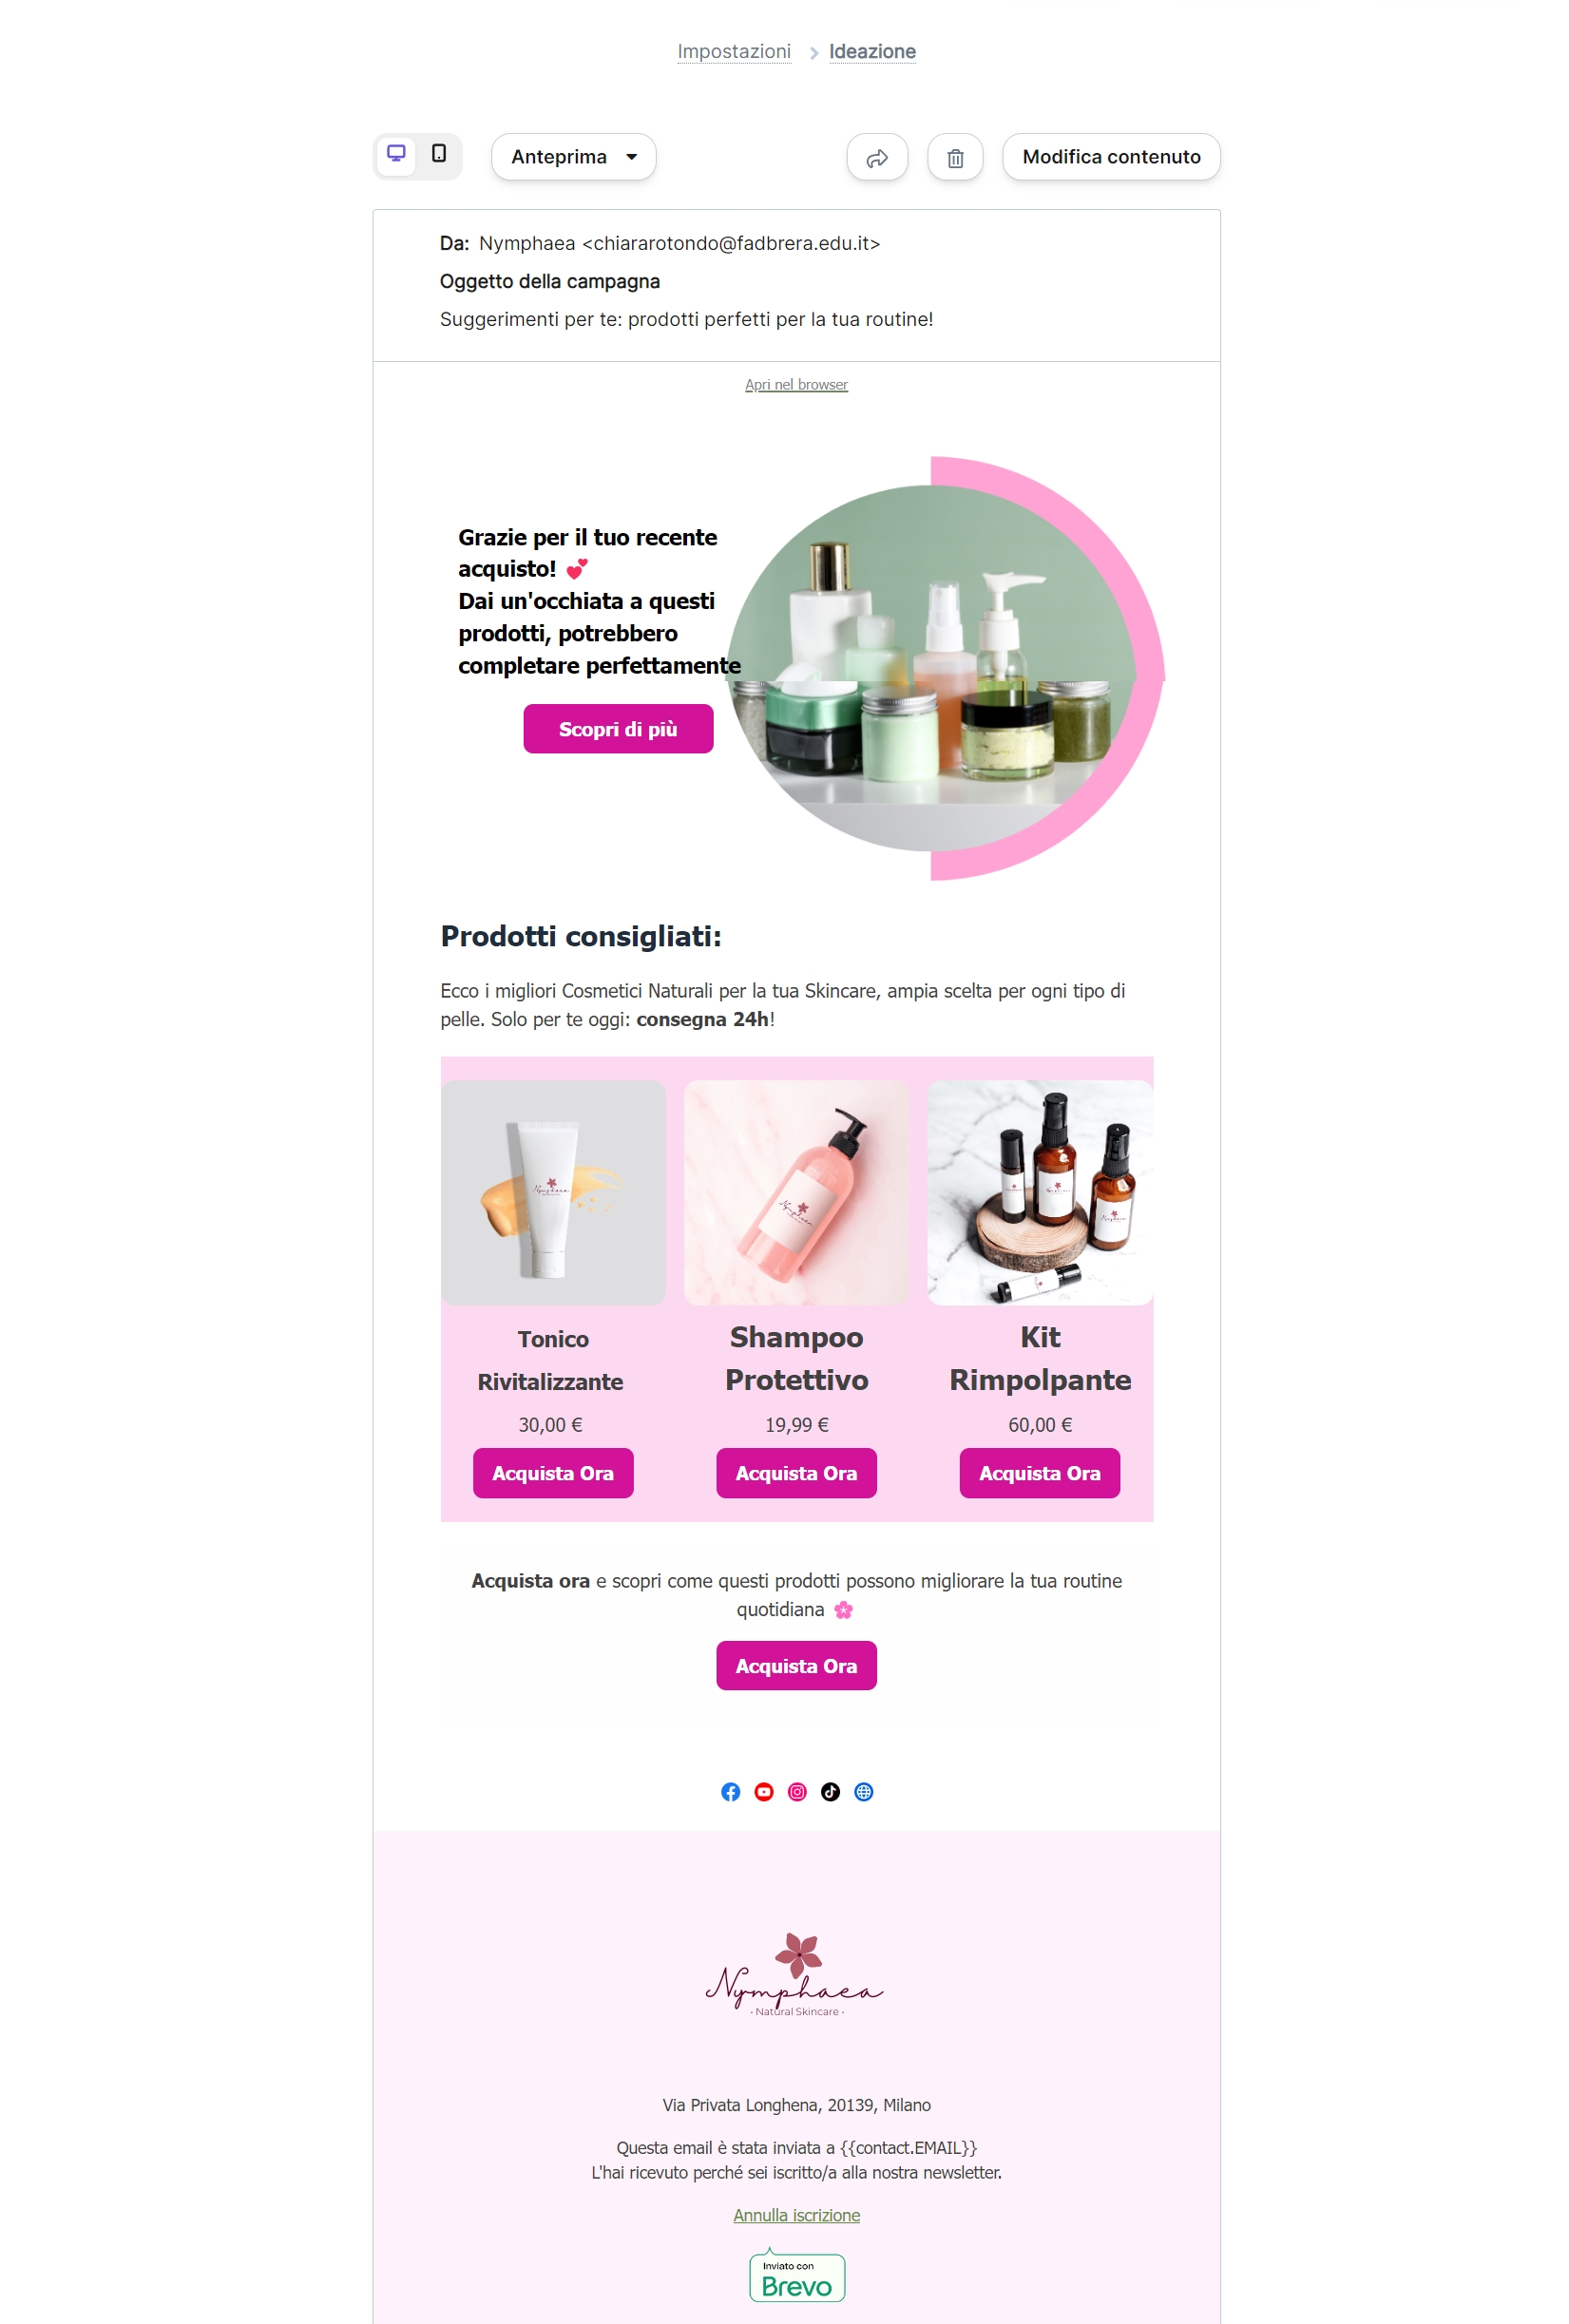 Impostazioni > Ideazione
Anteprima
Modifica contenuto
Da: Nymphaea <chiararotondo@fadbrera.edu.it>
Oggetto della campagna
Suggerimenti per te: prodotti perfetti per la tua routine!
Apri nel browser
Grazie per il tuo recente
acquisto! 💕
Dai un'occhiata a questi
prodotti, potrebbero
completare perfettamente
Scopri di più
Prodotti consigliati:
Ecco i migliori Cosmetici Naturali per la tua Skincare, ampia scelta per ogni tipo di
pelle. Solo per te oggi: consegna 24h!
Nymphaea
Nymphaea
Nymphaea
Tonico
Rivitalizzante
30,00 €
Acquista Ora
Shampoo
Protettivo
19,99 €
Acquista Ora
Kit
Rimpolpante
60,00 €
Acquista Ora
Acquista ora e scopri come questi prodotti possono migliorare la tua routine
quotidiana 🌸
Acquista Ora
Nymphaea
• Natural Skincare •
Via Privata Longhena, 20139, Milano
Questa email è stata inviata a {{contact.EMAIL}}
L'hai ricevuto perché sei iscritto/a alla nostra newsletter.
Annulla iscrizione
Inviato con
Brevo